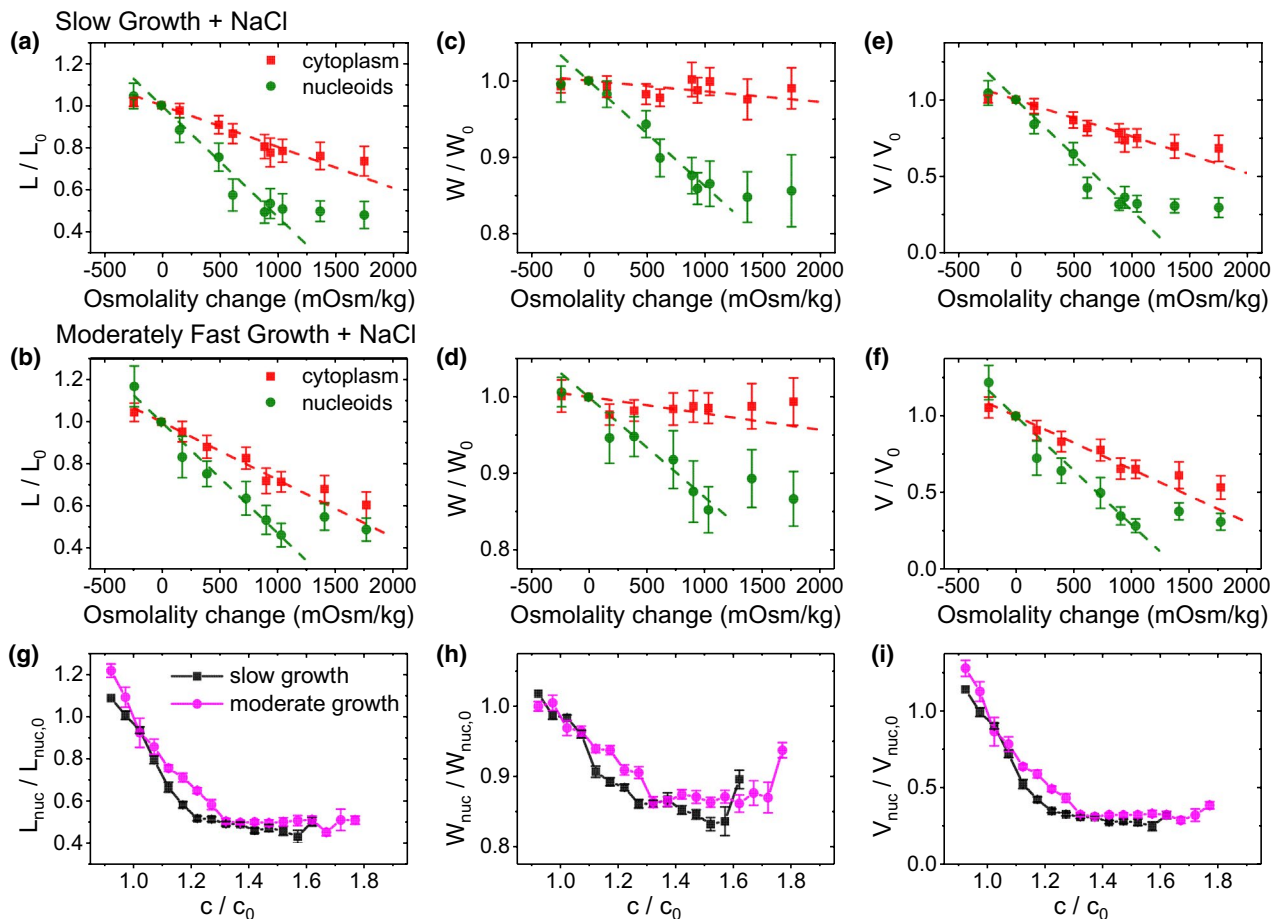 Slow Growth + NaCl
(a)
1.2
1.0
0.8
0.6
0.4
L / L0
cytoplasm
nucleoids
-500 0 500 1000 1500 2000
Osmolality change (mOsm/kg)
(c)
1.0
0.9
0.8
W / W0
-500 0 500 1000 1500 2000
Osmolality change (mOsm/kg)
(e)
1.0
0.5
0.0
V / V0
-500 0 500 1000 1500 2000
Osmolality change (mOsm/kg)
Moderately Fast Growth + NaCl
(b)
1.2
1.0
0.8
0.6
0.4
L / L0
cytoplasm
nucleoids
-500 0 500 1000 1500 2000
Osmolality change (mOsm/kg)
(d)
1.0
0.9
0.8
W / W0
-500 0 500 1000 1500 2000
Osmolality change (mOsm/kg)
(f)
1.0
0.5
0.0
V / V0
-500 0 500 1000 1500 2000
Osmolality change (mOsm/kg)
(g)
1.2
1.0
0.8
0.6
0.4
Lnuc / Lnuc,0
slow growth
moderate growth
1.0 1.2 1.4 1.6 1.8
c / c0
(h)
1.0
0.9
0.8
Wnuc / Wnuc,0
1.0 1.2 1.4 1.6 1.8
c / c0
(i)
1.0
0.5
0.0
Vnuc / Vnuc,0
1.0 1.2 1.4 1.6 1.8
c / c0